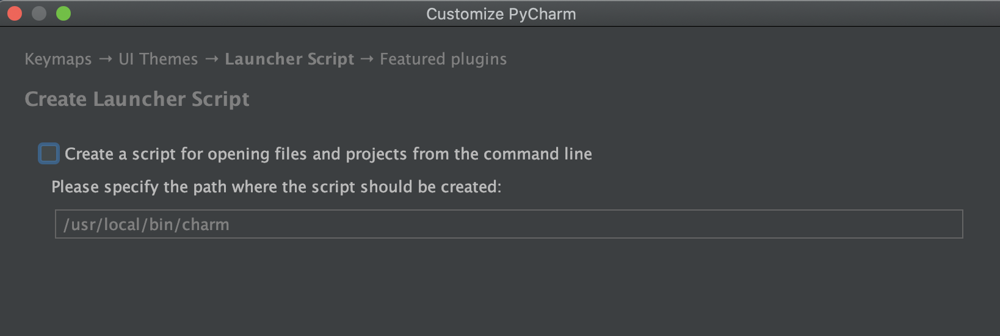 Customize PyCharm
Keymaps → UI Themes → Launcher Script → Featured plugins
Create Launcher Script
Create a script for opening files and projects from the command line
Please specify the path where the script should be created:
/usr/local/bin/charm